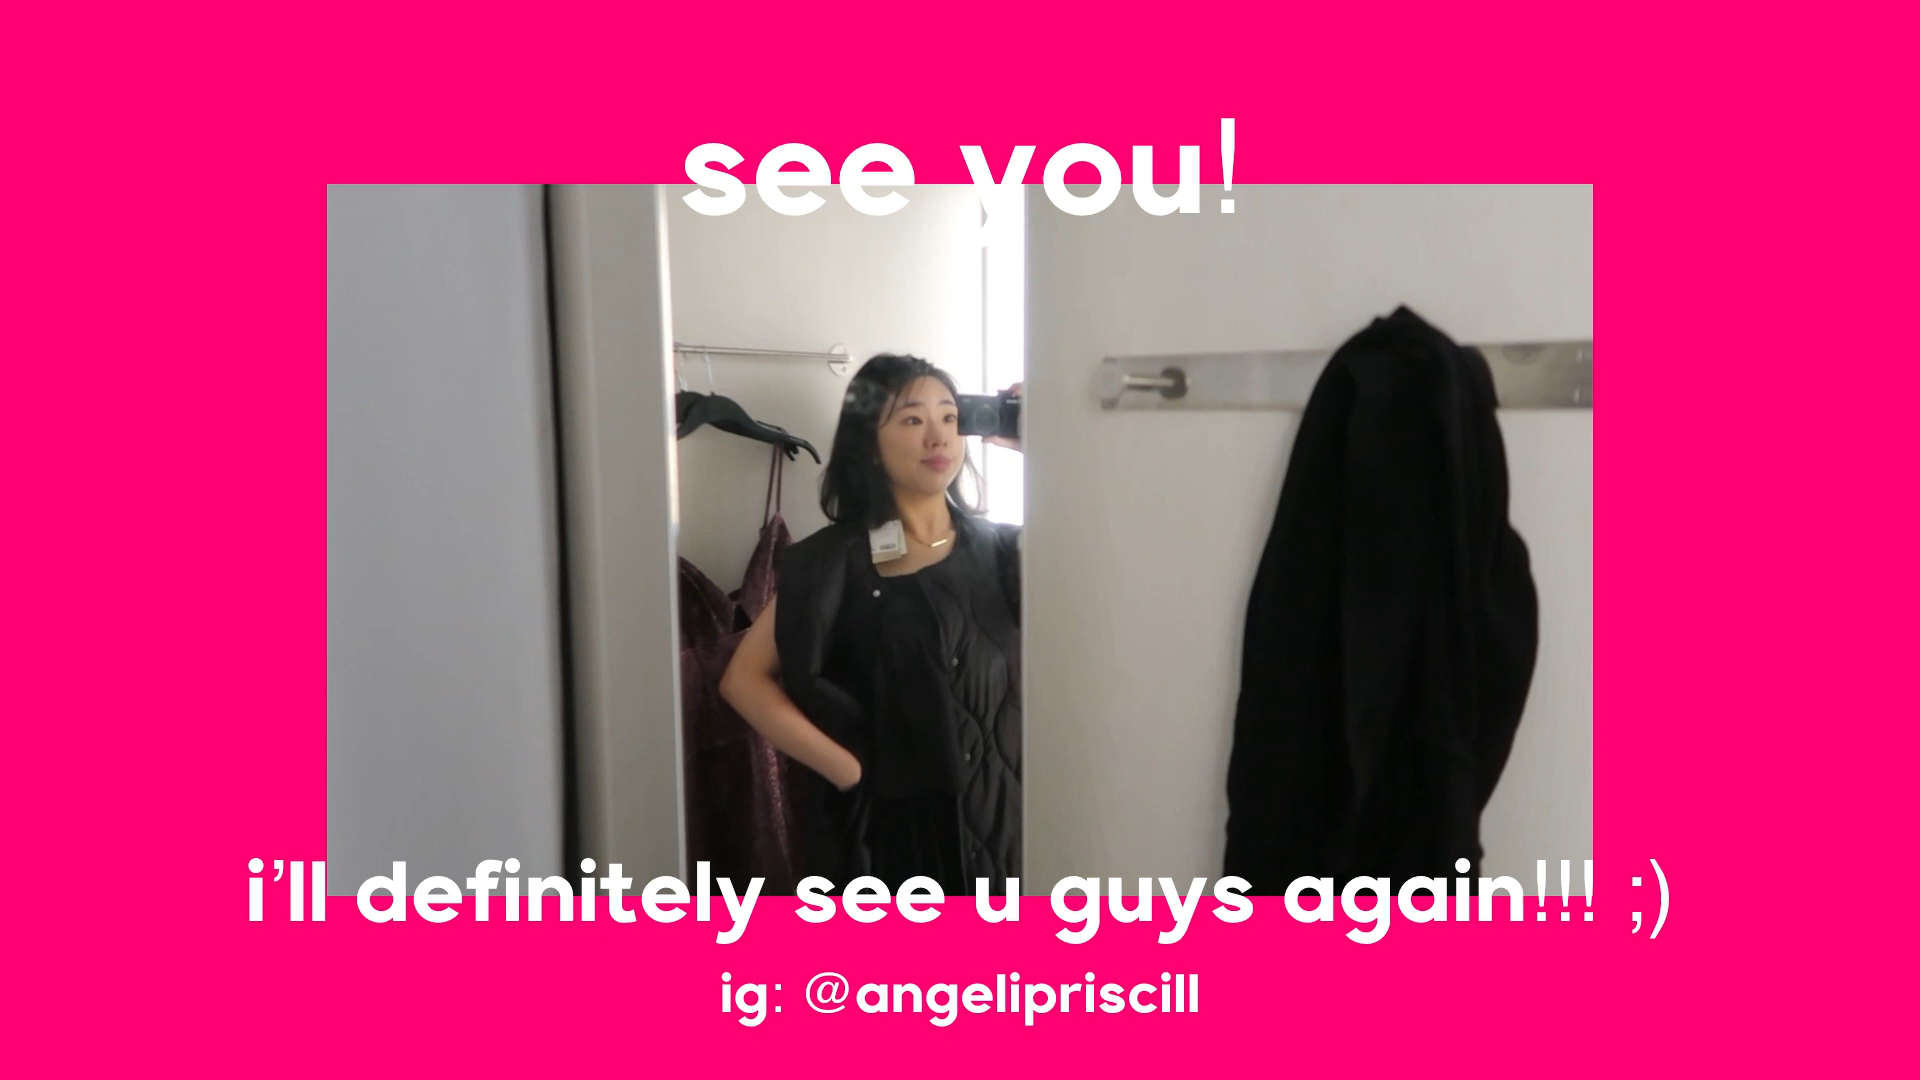 see you!
i’ll definitely see u guys again!!! ;)
ig: @angelipriscill